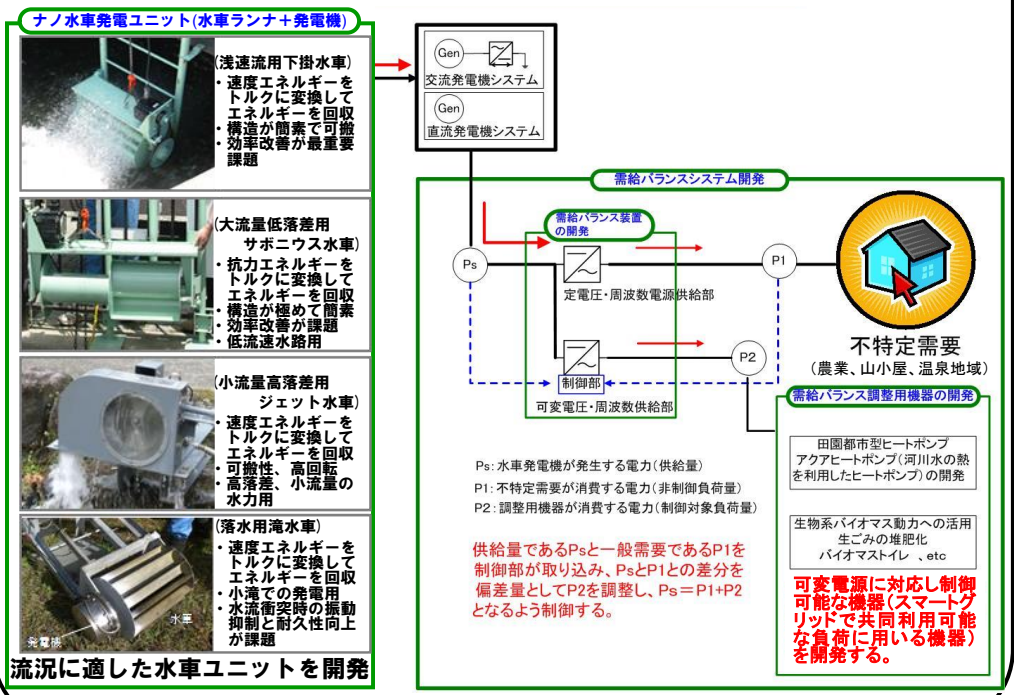 ナノ水車発電ユニット(水車ランナ＋発電機)
(浅速流用下掛水車)
・速度エネルギーを
トルクに変換して
エネルギーを回収
・構造が簡素で可搬
・効率改善が最重要
課題
(大流量低落差用
サボニウス水車)
・抗力エネルギーを
トルクに変換して
エネルギーを回収
・構造が極めて簡素
・効率改善が課題
・低流速水路用
(小流量高落差用
ジェット水車)
・速度エネルギーを
トルクに変換して
エネルギーを回収
・可搬性、高回転
・高落差、小流量の
水力用
(落水用滝水車)
・速度エネルギーを
トルクに変換して
エネルギーを回収
・小滝での発電用
・水流衝突時の振動
抑制と耐久性向上
が課題
水車
発電機
流況に適した水車ユニットを開発
Gen
交流発電機システム
Gen
直流発電機システム
需給バランスシステム開発
需給バランス装置
の開発
Ps
P1
定電圧・周波数電源供給部
P2
制御部
可変電圧・周波数供給部
不特定需要
(農業、山小屋、温泉地域)
需給バランス調整用機器の開発
田園都市型ヒートポンプ
アクアヒートポンプ(河川水の熱
を利用したヒートポンプ)の開発
生物系バイオマス動力への活用
生ごみの堆肥化
バイオマストイレ 、etc
可変電源に対応し制御
可能な機器(スマートグ
リッドで共同利用可能
な負荷に用いる機器)
を開発する。
Ps: 水車発電機が発生する電力(供給量)
P1: 不特定需要が消費する電力(非制御負荷量)
P2: 調整用機器が消費する電力(制御対象負荷量)
供給量であるPsと一般需要であるP1を
制御部が取り込み、PsとP1との差分を
偏差量としてP2を調整し、Ps＝P1+P2
となるよう制御する。